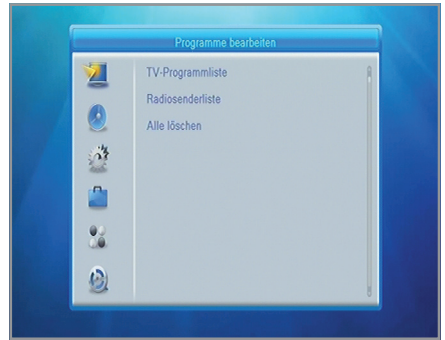 Programme bearbeiten
TV-Programmliste
Radiosenderliste
Alle löschen